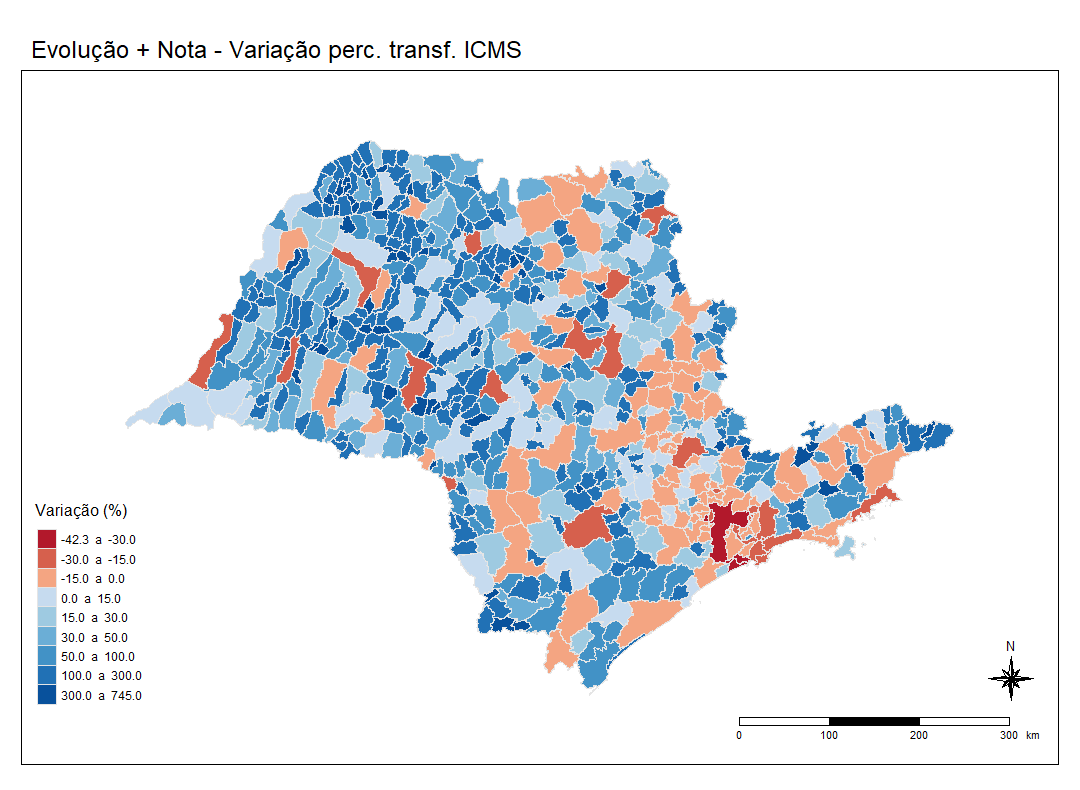 Evolução + Nota - Variação perc. transf. ICMS
Variação (%)
-42.3 a -30.0
-30.0 a -15.0
-15.0 a 0.0
0.0 a 15.0
15.0 a 30.0
30.0 a 50.0
50.0 a 100.0
100.0 a 300.0
300.0 a 745.0
N
0 100 200 300 km